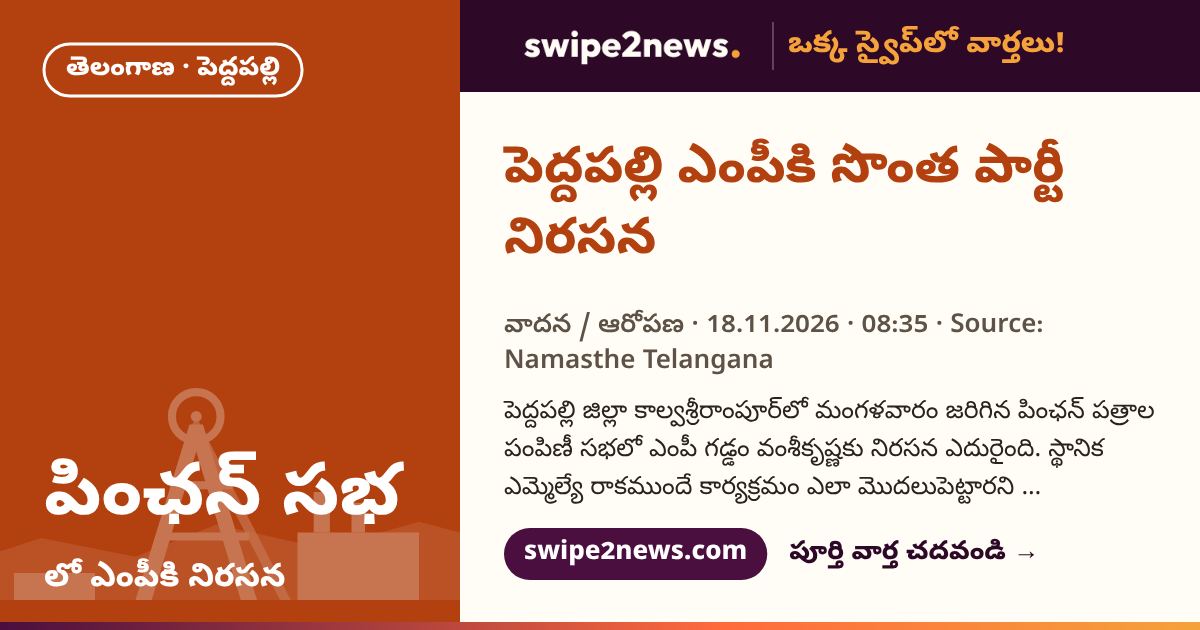 తెలంగాణ · పెద్దపల్లి
పింఛన్ సభ
లో ఎంపీకి నిరసన
swipe2news.
ఒక్క స్వైప్‌లో వార్తలు!
పెద్దపల్లి ఎంపీకి సొంత పార్టీ
నిరసన
వాదన / ఆరోపణ · 18.11.2026 · 08:35 · Source:
Namasthe Telangana
పెద్దపల్లి జిల్లా కాల్వశ్రీరాంపూర్‌లో మంగళవారం జరిగిన పింఛన్ పత్రాల
పంపిణీ సభలో ఎంపీ గడ్డం వంశీకృష్ణకు నిరసన ఎదురైంది. స్థానిక
ఎమ్మెల్యే రాకముందే కార్యక్రమం ఎలా మొదలుపెట్టారని ...
swipe2news.com
పూర్తి వార్త చదవండి →